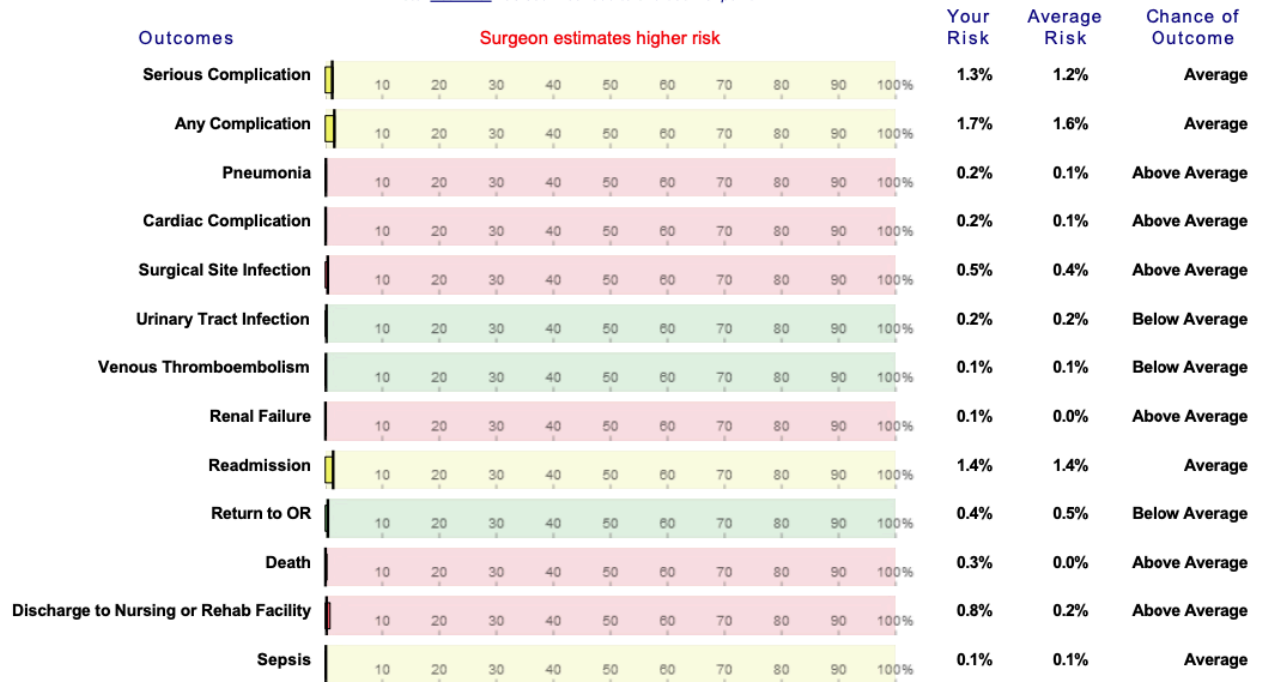 Your Average Chance of
Outcomes Surgeon estimates higher risk Risk Risk Outcome
Serious Complication 10 20 30 40 50 60 70 80 90 100% 1.3% 1.2% Average
Any Complication 10 20 30 40 50 60 70 80 90 100% 1.7% 1.6% Average
Pneumonia 10 20 30 40 50 60 70 80 90 100% 0.2% 0.1% Above Average
Cardiac Complication 10 20 30 40 50 60 70 80 90 100% 0.2% 0.1% Above Average
Surgical Site Infection 10 20 30 40 50 60 70 80 90 100% 0.5% 0.4% Above Average
Urinary Tract Infection 10 20 30 40 50 60 70 80 90 100% 0.2% 0.2% Below Average
Venous Thromboembolism 10 20 30 40 50 60 70 80 90 100% 0.1% 0.1% Below Average
Renal Failure 10 20 30 40 50 60 70 80 90 100% 0.1% 0.0% Above Average
Readmission 10 20 30 40 50 60 70 80 90 100% 1.4% 1.4% Average
Return to OR 10 20 30 40 50 60 70 80 90 100% 0.4% 0.5% Below Average
Death 10 20 30 40 50 60 70 80 90 100% 0.3% 0.0% Above Average
Discharge to Nursing or Rehab Facility 10 20 30 40 50 60 70 80 90 100% 0.8% 0.2% Above Average
Sepsis 10 20 30 40 50 60 70 80 90 100% 0.1% 0.1% Average